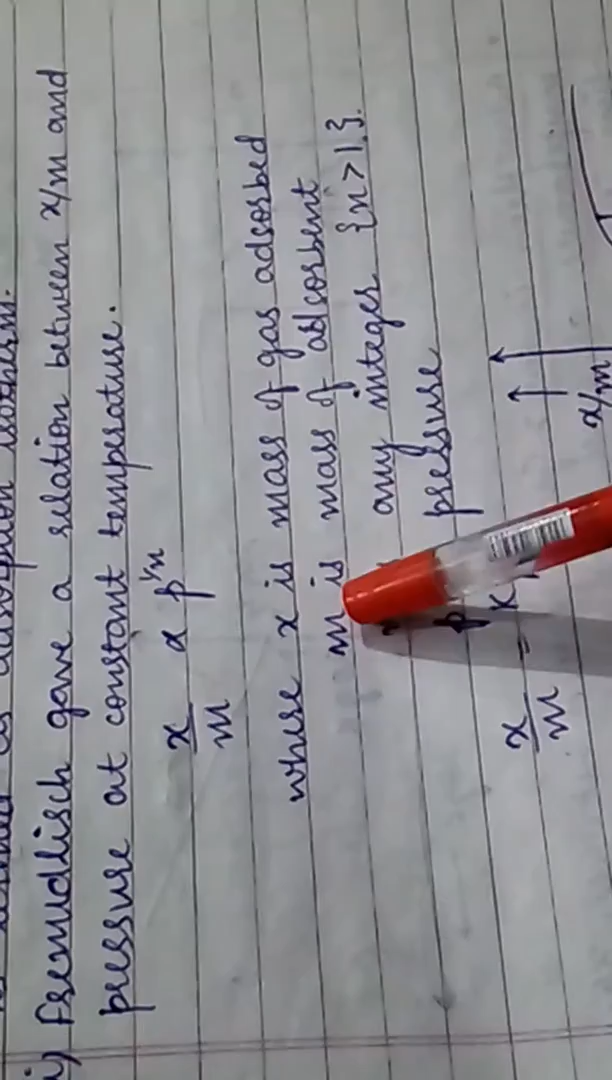 i) Freundlisch gave a relation between x/m and
pressure at constant temperature.
x/m α p^1/n
where x is mass of gas adsorbed
m is mass of adsorbent
any integer {n>1}.
p pressure
x/m = k
x/m